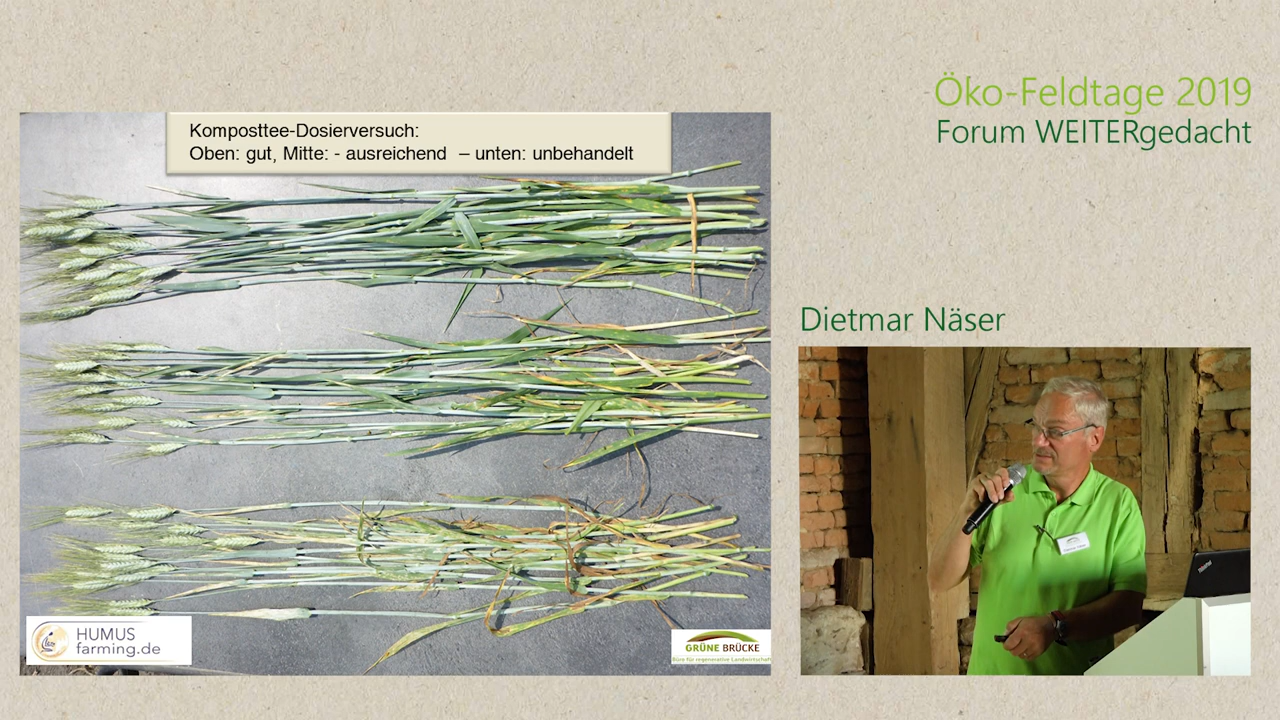 Öko-Feldtage 2019
Forum WEITERgedacht
Komposttee-Dosierversuch:
Oben: gut, Mitte: - ausreichend – unten: unbehandelt
Dietmar Näser
HUMUS
farming.de
GRÜNE BRÜCKE
Büro für regenerative Landwirtschaft